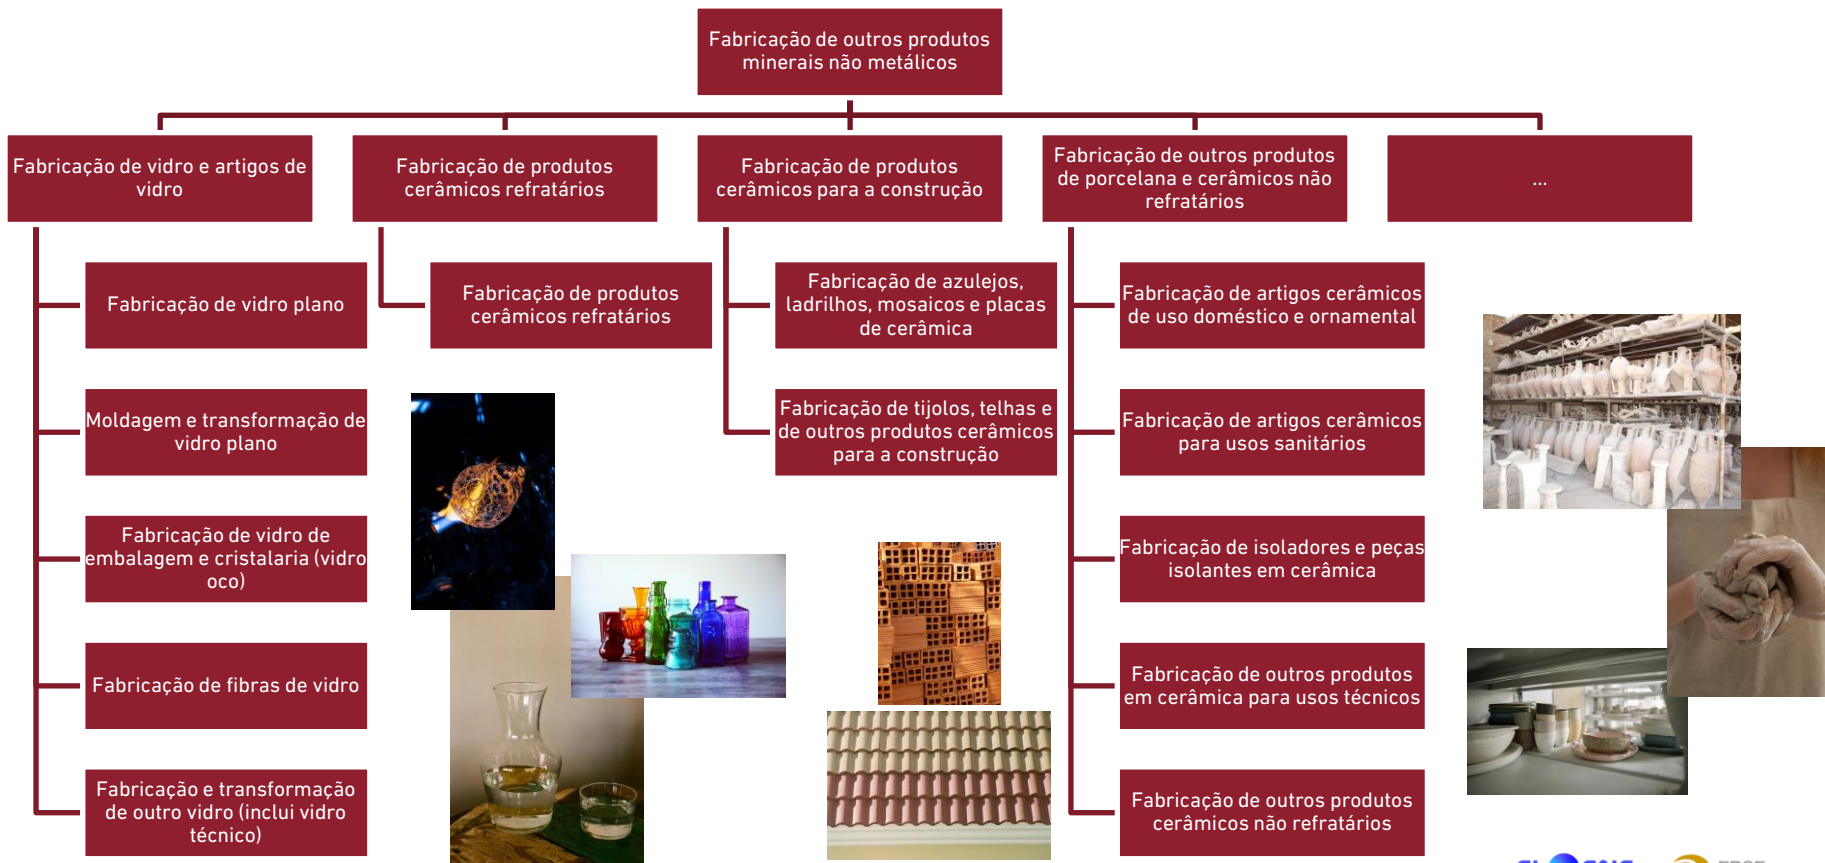 Fabricação de outros produtos
minerais não metálicos
Fabricação de vidro e artigos de
vidro
Fabricação de produtos
cerâmicos refratários
Fabricação de produtos
cerâmicos para a construção
Fabricação de outros produtos
de porcelana e cerâmicos não
refratários
...
Fabricação de vidro plano
Moldagem e transformação de
vidro plano
Fabricação de vidro de
embalagem e cristalaria (vidro
oco)
Fabricação de fibras de vidro
Fabricação e transformação
de outro vidro (inclui vidro
técnico)
Fabricação de produtos
cerâmicos refratários
Fabricação de azulejos,
ladrilhos, mosaicos e placas
de cerâmica
Fabricação de tijolos, telhas e
de outros produtos cerâmicos
para a construção
Fabricação de artigos cerâmicos
de uso doméstico e ornamental
Fabricação de artigos cerâmicos
para usos sanitários
Fabricação de isoladores e peças
isolantes em cerâmica
Fabricação de outros produtos
em cerâmica para usos técnicos
Fabricação de outros produtos
cerâmicos não refratários